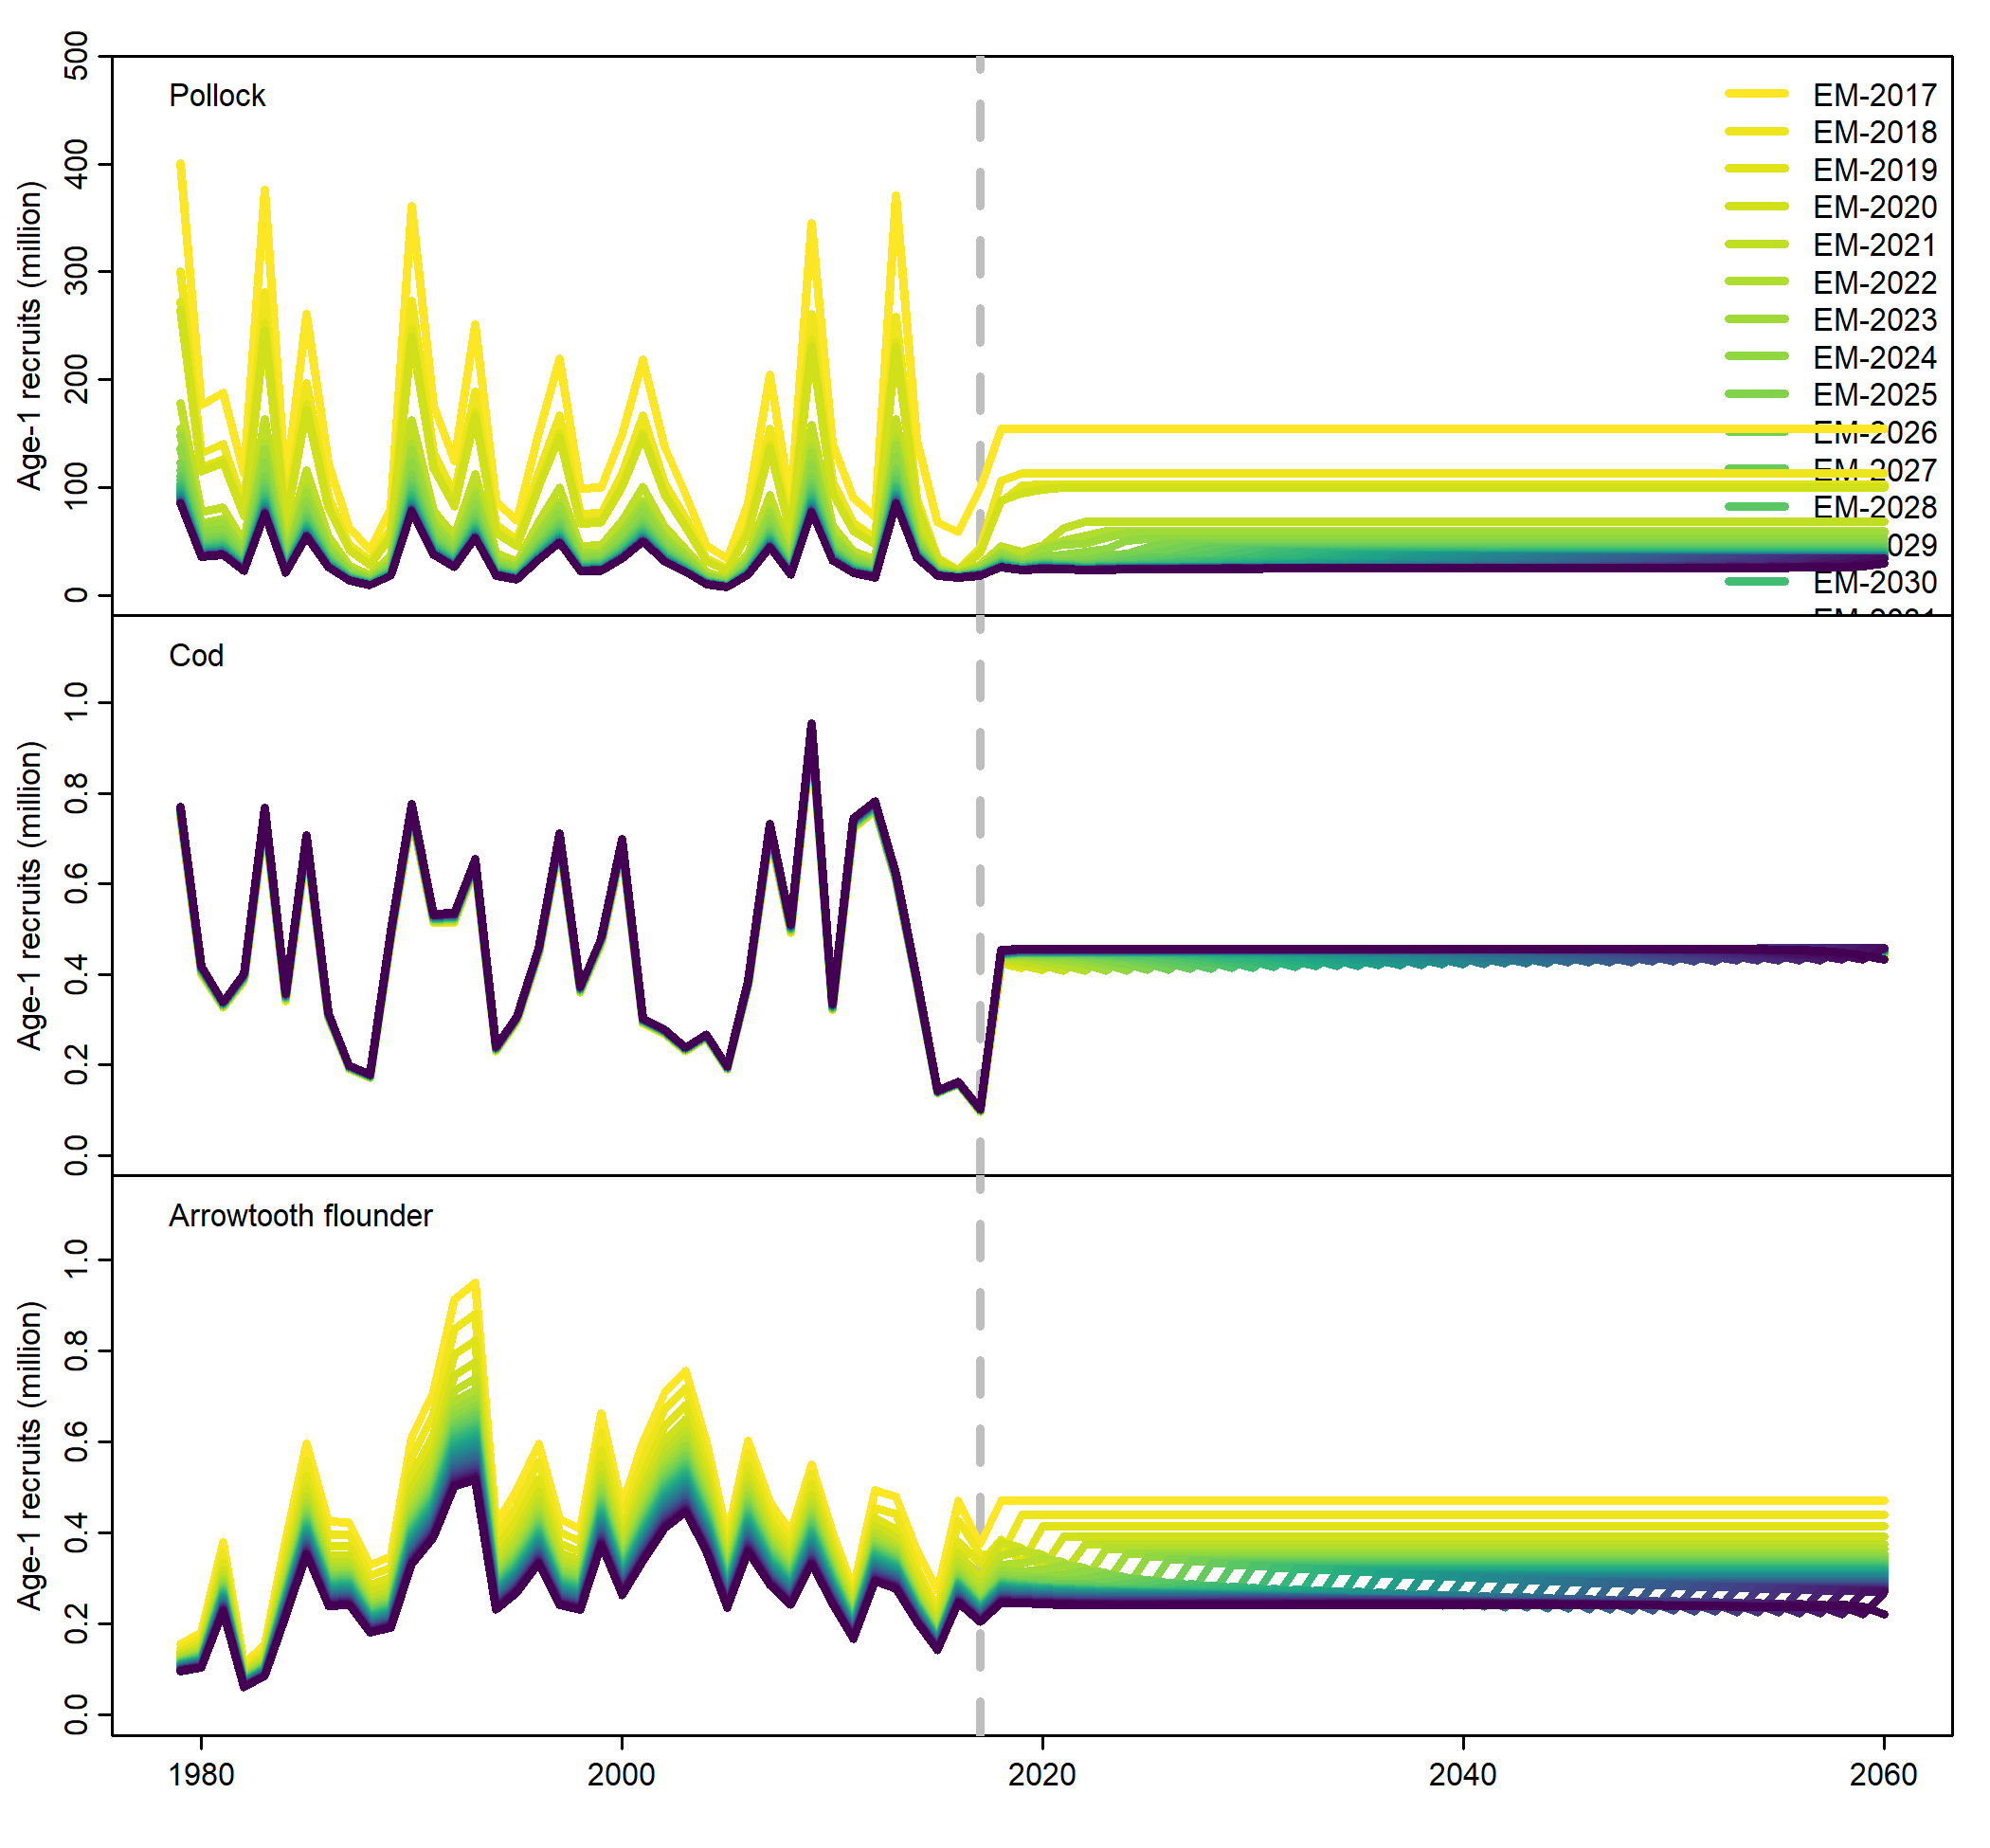 Pollock
Age-1 recruits (million)
500
400
300
200
100
0
EM-2017
EM-2018
EM-2019
EM-2020
EM-2021
EM-2022
EM-2023
EM-2024
EM-2025
EM-2026
EM-2027
EM-2028
029
EM-2030
Cod
Age-1 recruits (million)
1.0
0.8
0.6
0.4
0.2
0.0
Arrowtooth flounder
Age-1 recruits (million)
1.0
0.8
0.6
0.4
0.2
0.0
1980 2000 2020 2040 2060